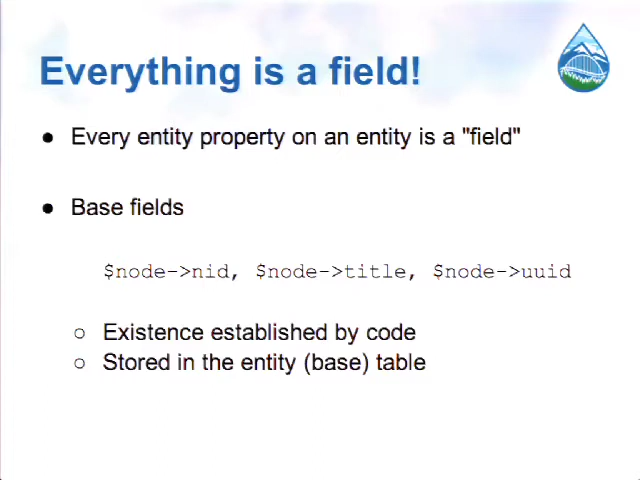 Everything is a field!
● Every entity property on an entity is a "field"
● Base fields
$node->nid, $node->title, $node->uuid
○ Existence established by code
○ Stored in the entity (base) table